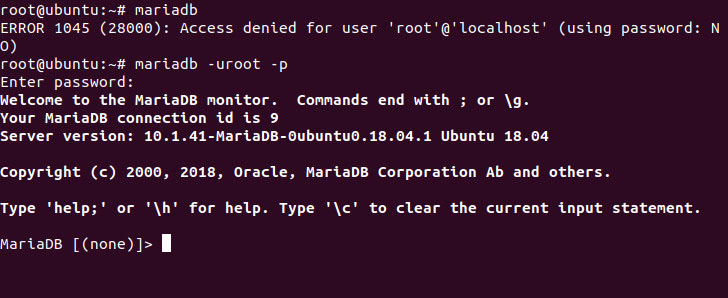 root@ubuntu:~# mariadb
ERROR 1045 (28000): Access denied for user 'root'@'localhost' (using password: N
O)
root@ubuntu:~# mariadb -uroot -p
Enter password:
Welcome to the MariaDB monitor.  Commands end with ; or \g.
Your MariaDB connection id is 9
Server version: 10.1.41-MariaDB-0ubuntu0.18.04.1 Ubuntu 18.04

Copyright (c) 2000, 2018, Oracle, MariaDB Corporation Ab and others.

Type 'help;' or '\h' for help. Type '\c' to clear the current input statement.

MariaDB [(none)]>